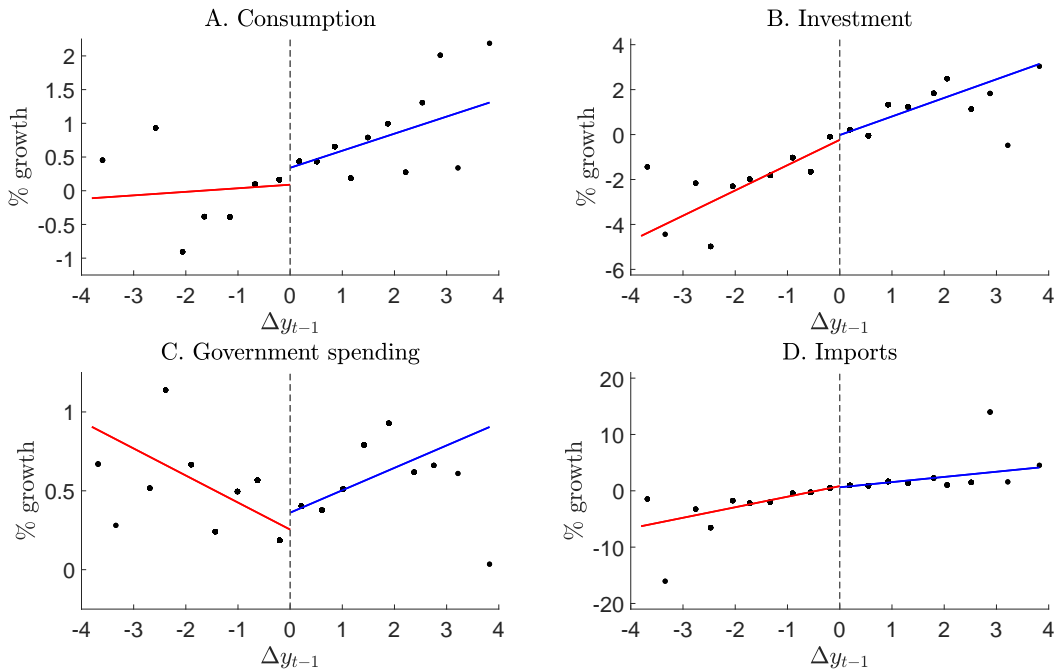 A. Consumption
2
1.5
1
0.5
0
-0.5
-1
% growth
-4 -3 -2 -1 0 1 2 3 4
Δy_{t−1}
B. Investment
4
2
0
-2
-4
-6
% growth
-4 -3 -2 -1 0 1 2 3 4
Δy_{t−1}
C. Government spending
1
0.5
0
% growth
-4 -3 -2 -1 0 1 2 3 4
Δy_{t−1}
D. Imports
20
10
0
-10
-20
% growth
-4 -3 -2 -1 0 1 2 3 4
Δy_{t−1}